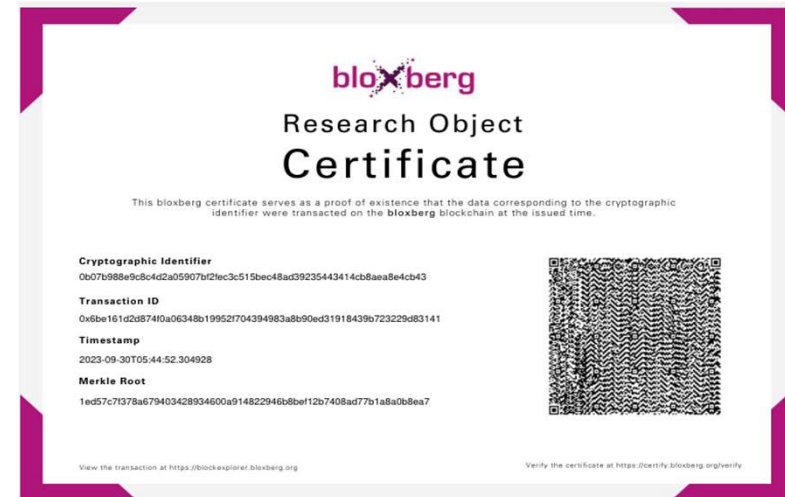 bloxberg
Research Object
Certificate
This bloxberg certificate serves as a proof of existence that the data corresponding to the cryptographic
identifier were transacted on the bloxberg blockchain at the issued time.
Cryptographic Identifier
0b07b988e9c8c4d2a05907bf2fec3c515bec48ad39235443414cb8aea8e4cb43
Transaction ID
0x6be161d2d874f0a06348b19952f704394983a8b90ed31918439b723229d83141
Timestamp
2023-09-30T05:44:52.304928
Merkle Root
1ed57c7f378a679403428934600a914822946b8bef12b7408ad77b1a8a0b8ea7
View the transaction at https://blockexplorer.bloxberg.org
Verify the certificate at https://certify.bloxberg.org/verify